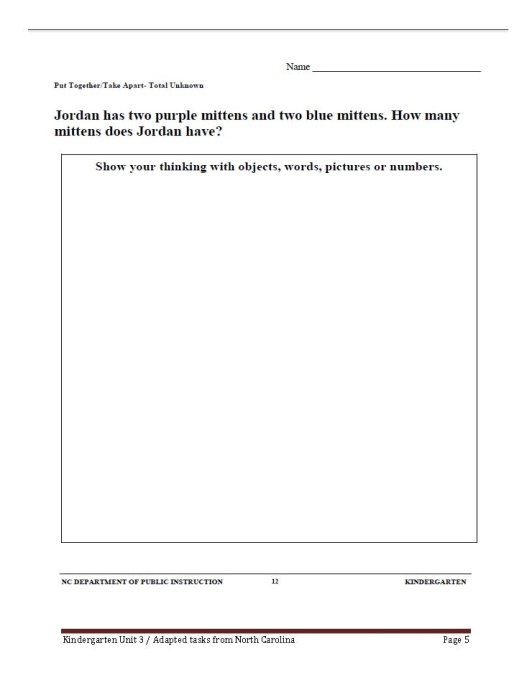 Name
Put Together/Take Apart- Total Unknown
Jordan has two purple mittens and two blue mittens. How many
mittens does Jordan have?
Show your thinking with objects, words, pictures or numbers.
NC DEPARTMENT OF PUBLIC INSTRUCTION 12 KINDERGARTEN
Kindergarten Unit 3 / Adapted tasks from North Carolina Page 5